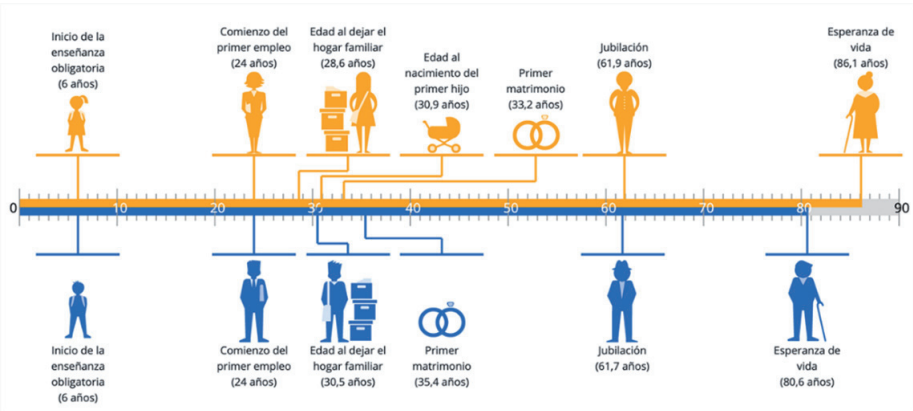 Inicio de la
enseñanza
obligatoria
(6 años)
Comienzo del
primer empleo
(24 años)
Edad al dejar el
hogar familiar
(28,6 años)
Edad al
nacimiento del
primer hijo
(30,9 años)
Primer
matrimonio
(33,2 años)
Jubilación
(61,9 años)
Esperanza de
vida
(86,1 años)
0 10 20 30 40 50 60 70 80 90
Inicio de la
enseñanza
obligatoria
(6 años)
Comienzo del
primer empleo
(24 años)
Edad al dejar el
hogar familiar
(30,5 años)
Primer
matrimonio
(35,4 años)
Jubilación
(61,7 años)
Esperanza de
vida
(80,6 años)